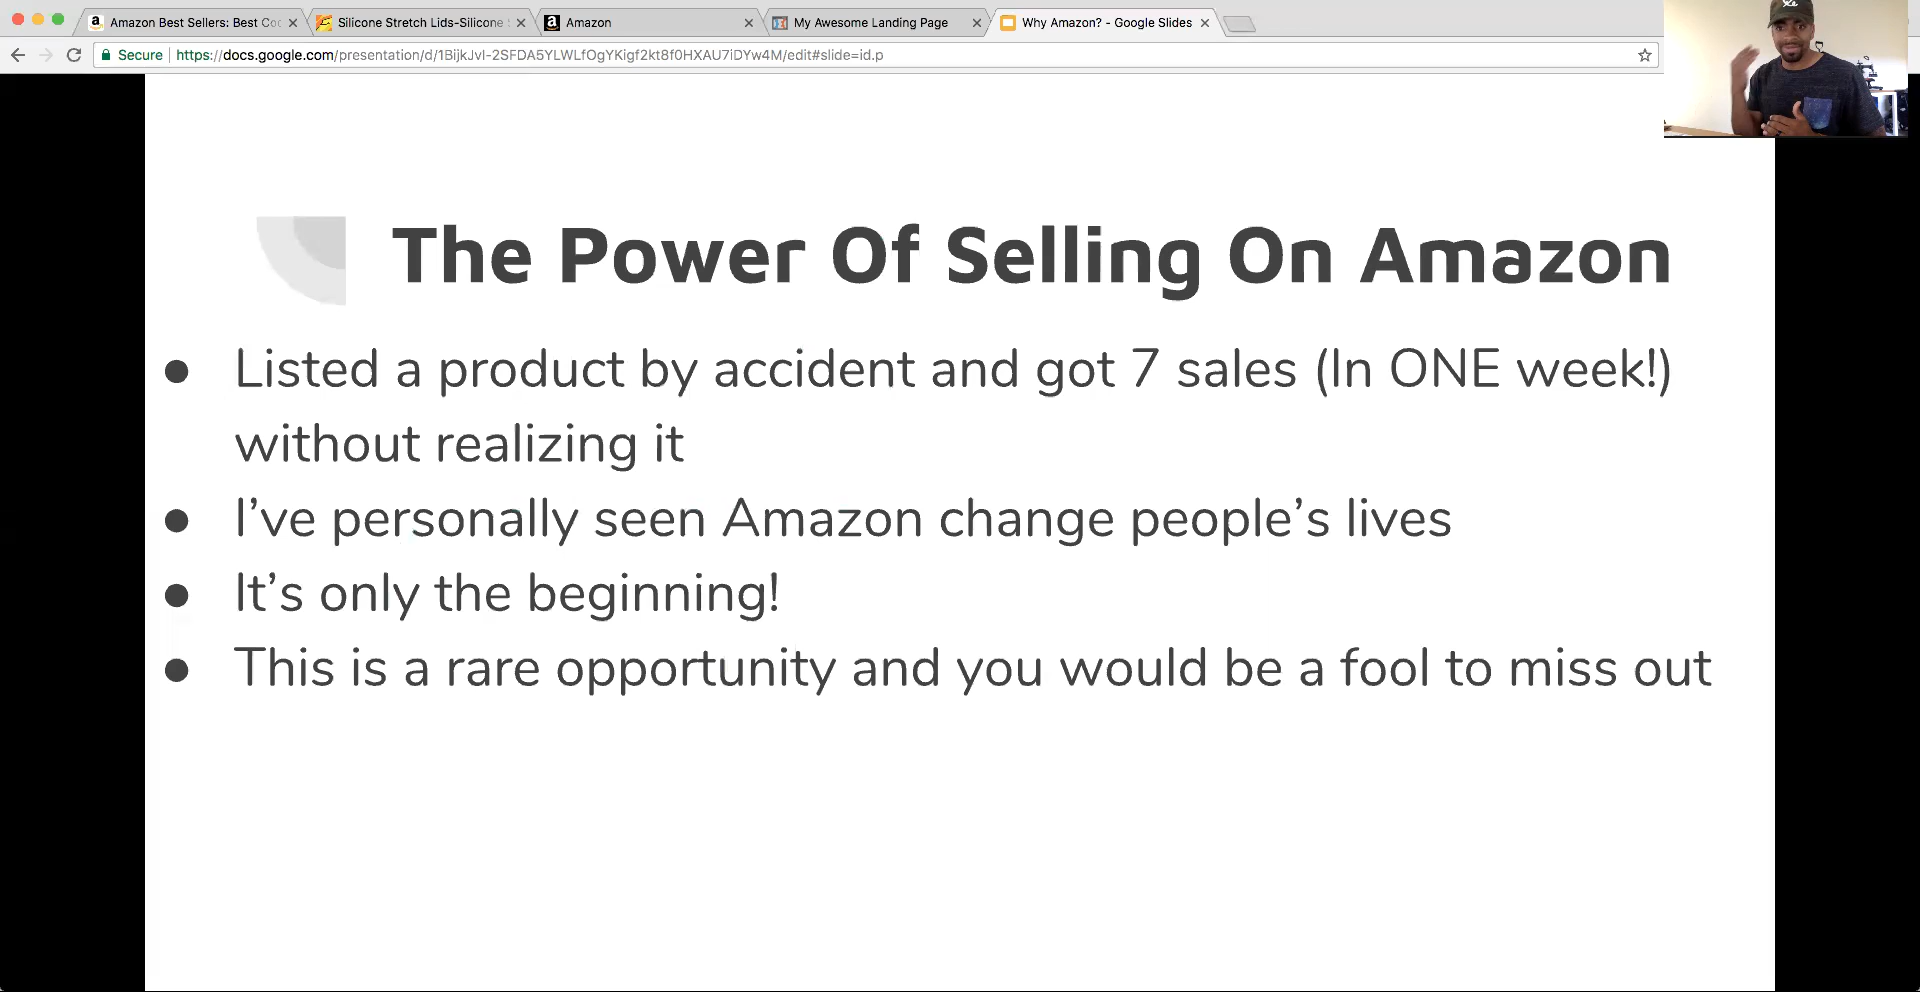 Amazon Best Sellers: Best Co
Silicone Stretch Lids-Silicone
Amazon
My Awesome Landing Page
Why Amazon? - Google Slides
Secure
https://docs.google.com/presentation/d/1BijkJvI-2SFDA5YLWLfOgYKigf2kt8f0HXAU7iDYw4M/edit#slide=id.p
The Power Of Selling On Amazon
● Listed a product by accident and got 7 sales (In ONE week!)
without realizing it
● I’ve personally seen Amazon change people’s lives
● It’s only the beginning!
● This is a rare opportunity and you would be a fool to miss out